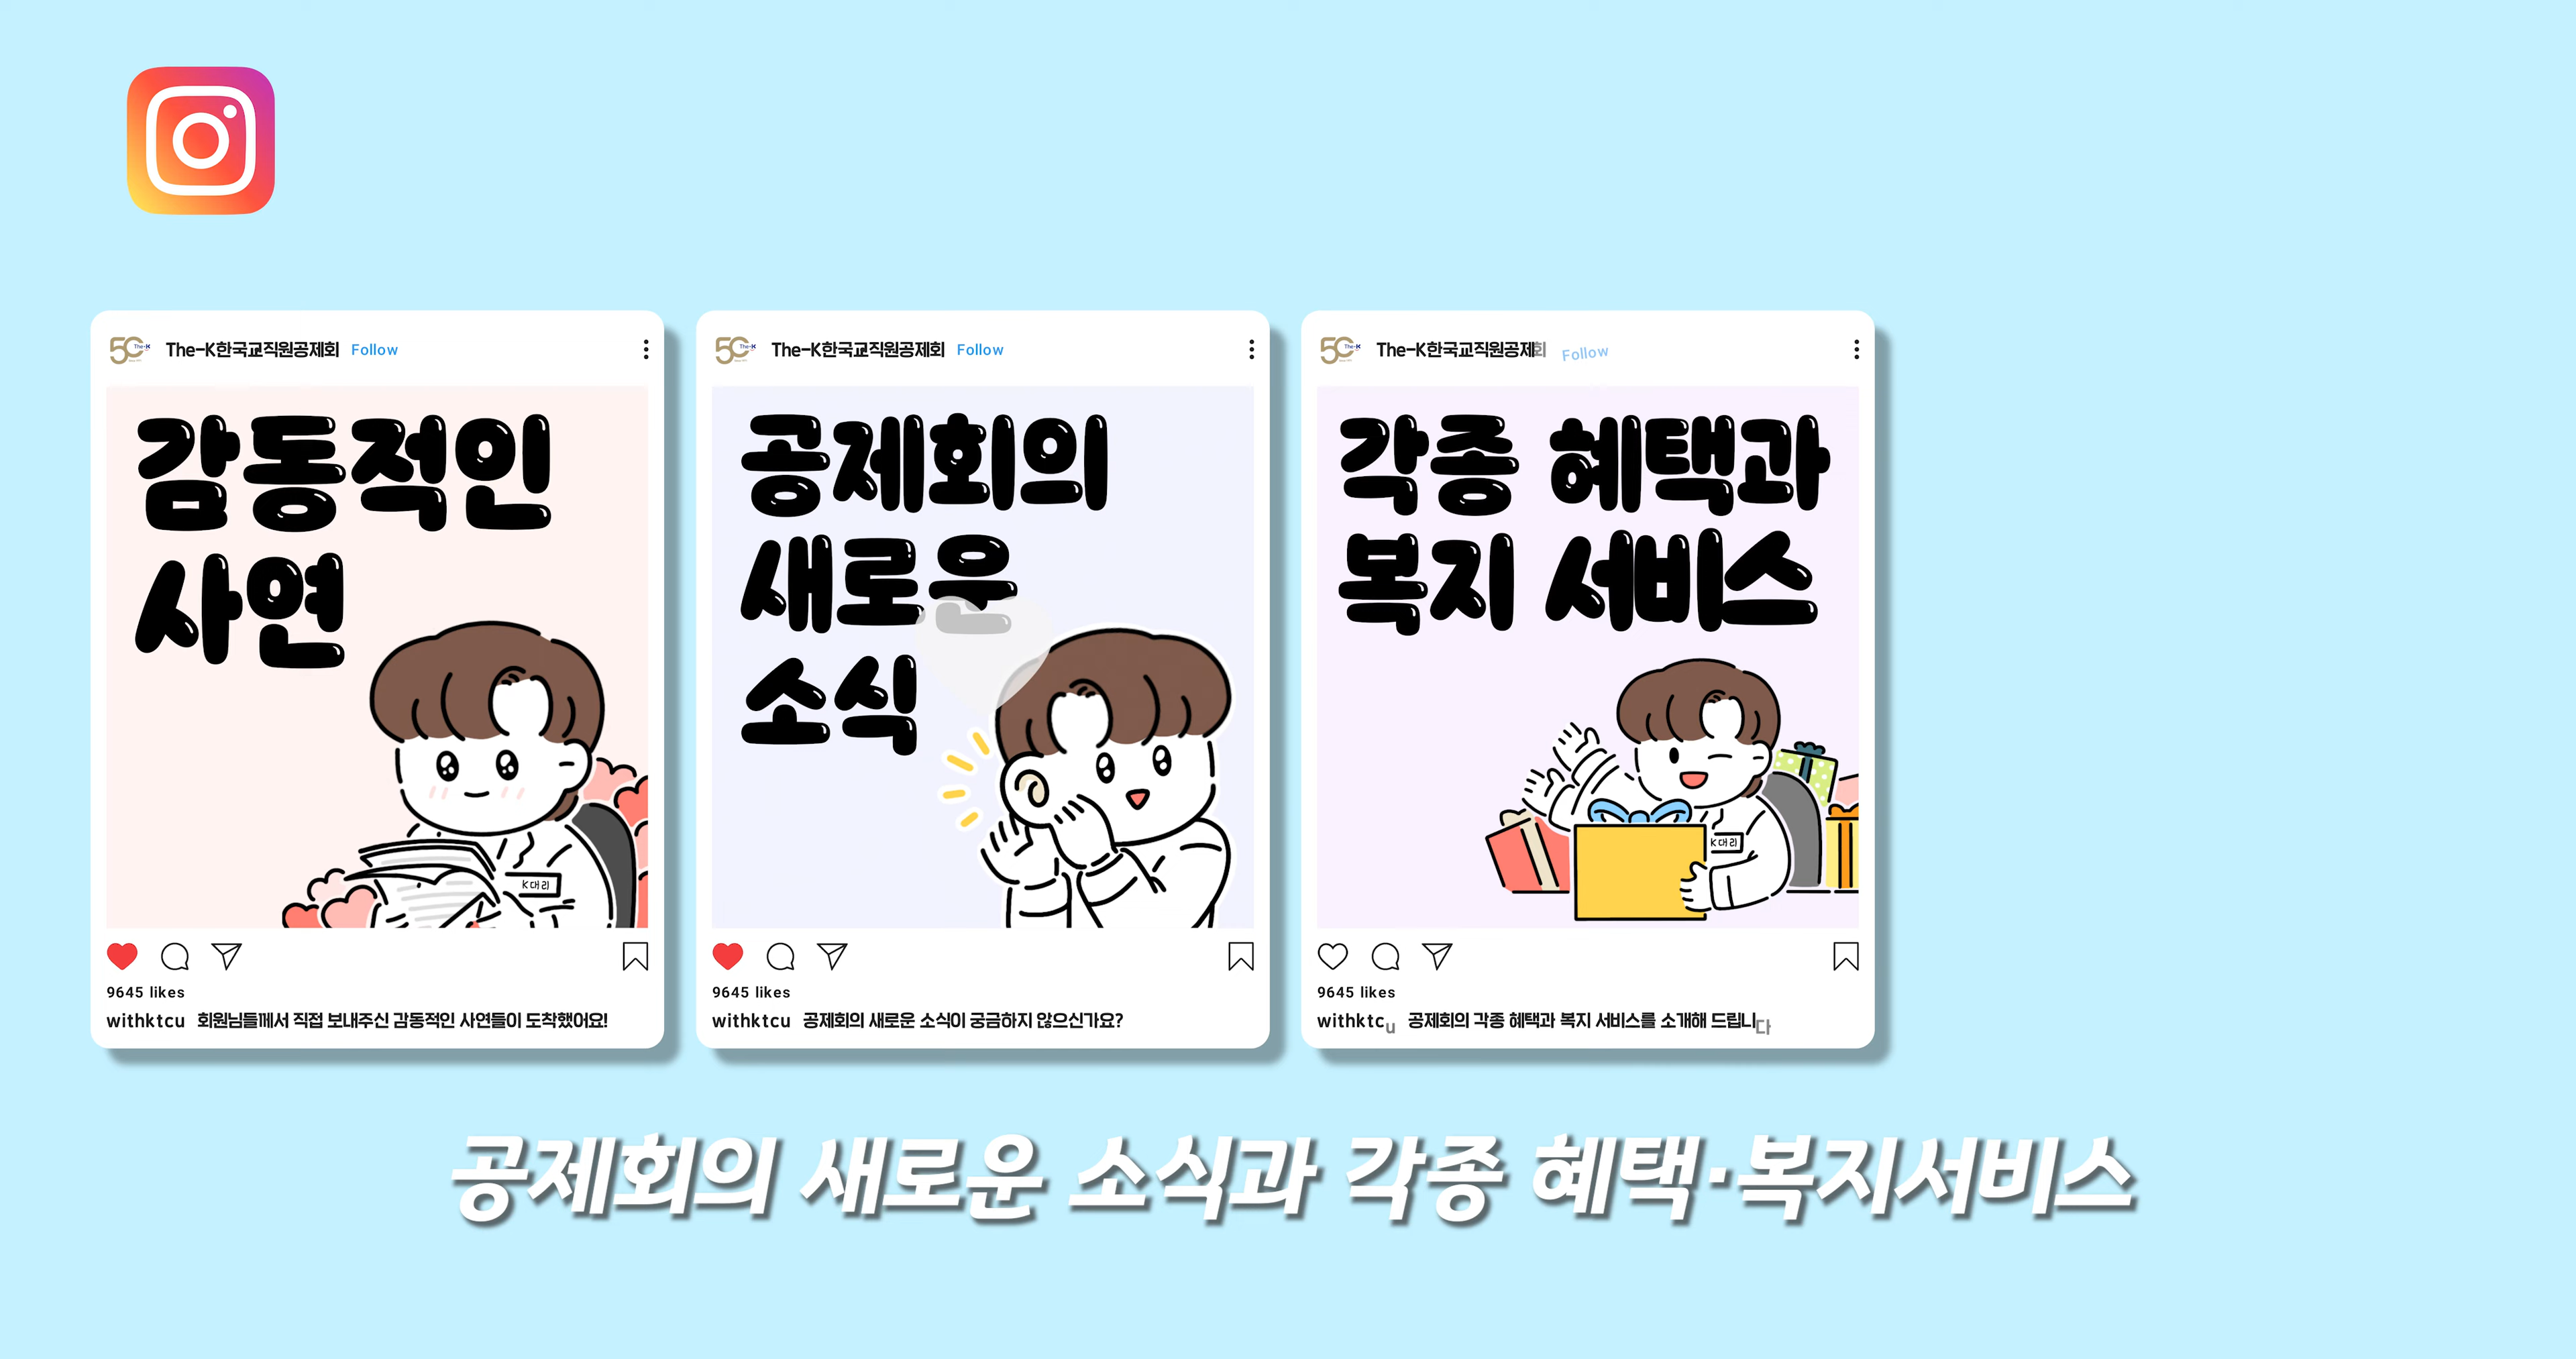 50 The-K The-K한국교직원공제회 Follow
감동적인
사연
K대리
9645 likes
withktcu 회원님들께서 직접 보내주신 감동적인 사연들이 도착했어요!
50 The-K The-K한국교직원공제회 Follow
공제회의
새로운
소식
9645 likes
withktcu 공제회의 새로운 소식이 궁금하지 않으신가요?
50 The-K The-K한국교직원공제회 Follow
각종 혜택과
복지 서비스
K대리
9645 likes
withktcu 공제회의 각종 혜택과 복지 서비스를 소개해 드립니다
공제회의 새로운 소식과 각종 혜택·복지서비스